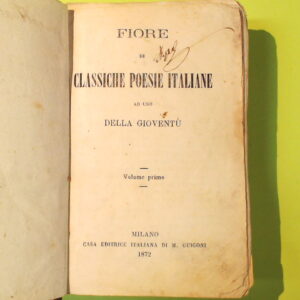 FIORE
DI
CLASSICHE POESIE ITALIANE
AD USO
DELLA GIOVENTÙ
Volume primo
MILANO
CASA EDITRICE ITALIANA DI M. GUIGONI
1872